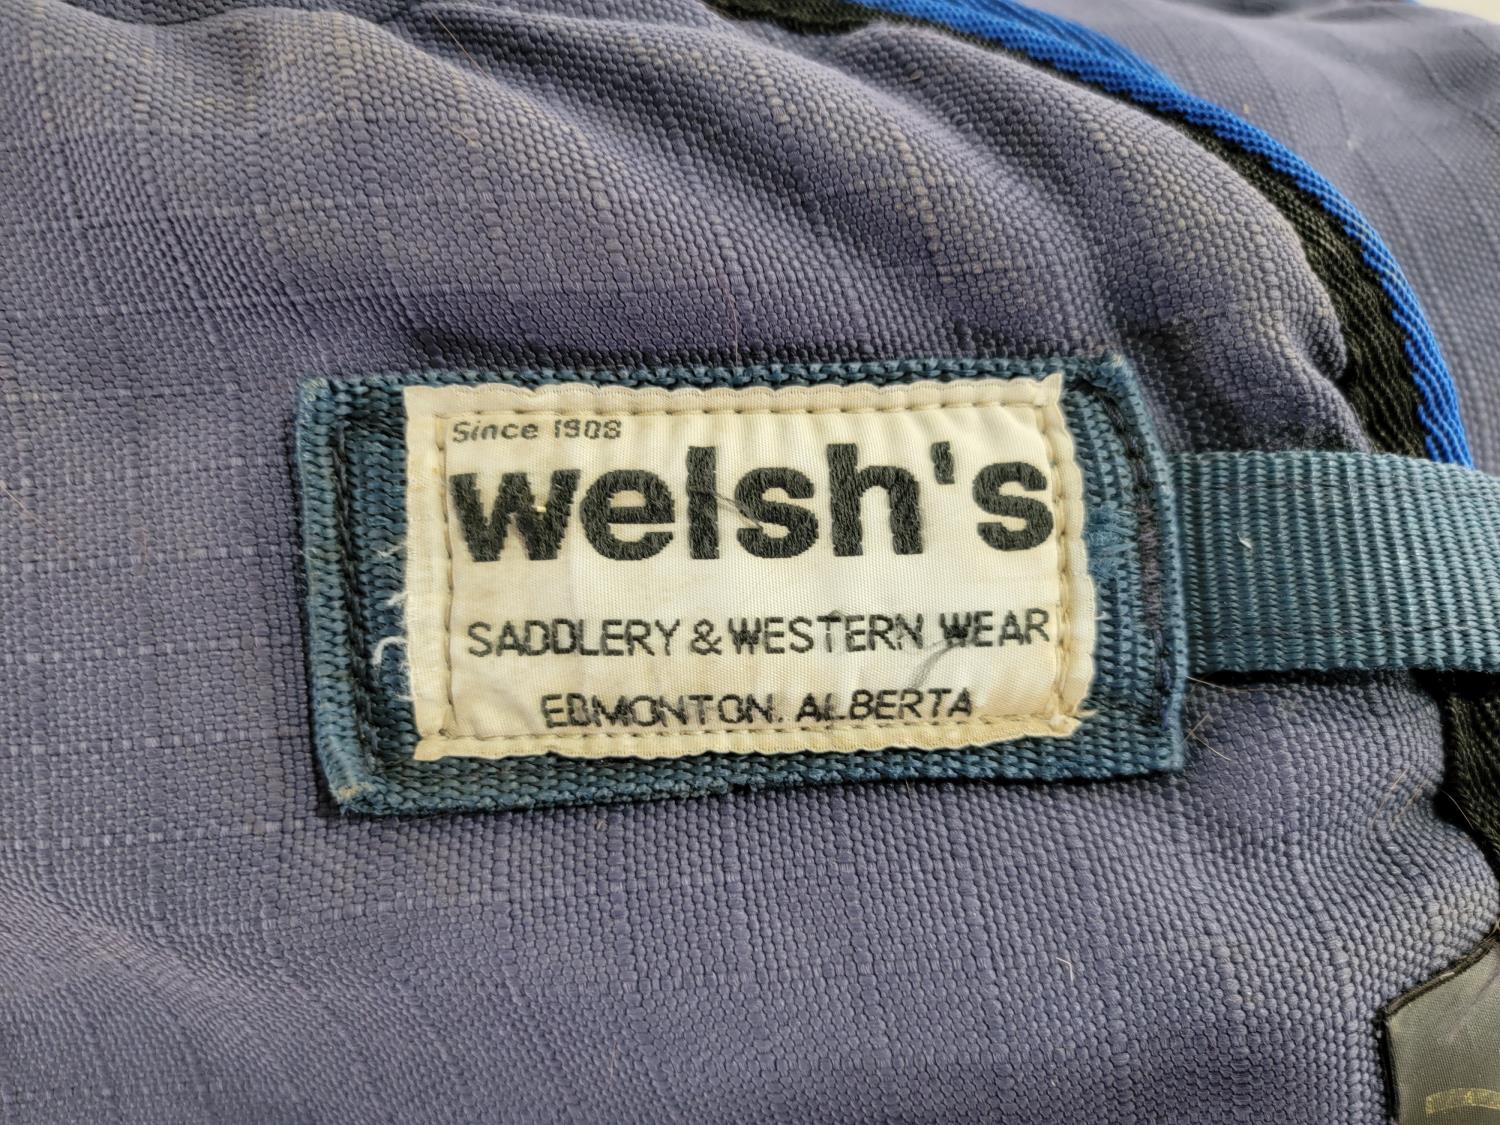 Since 1908
welsh's
SADDLERY & WESTERN WEAR
EDMONTON. ALBERTA